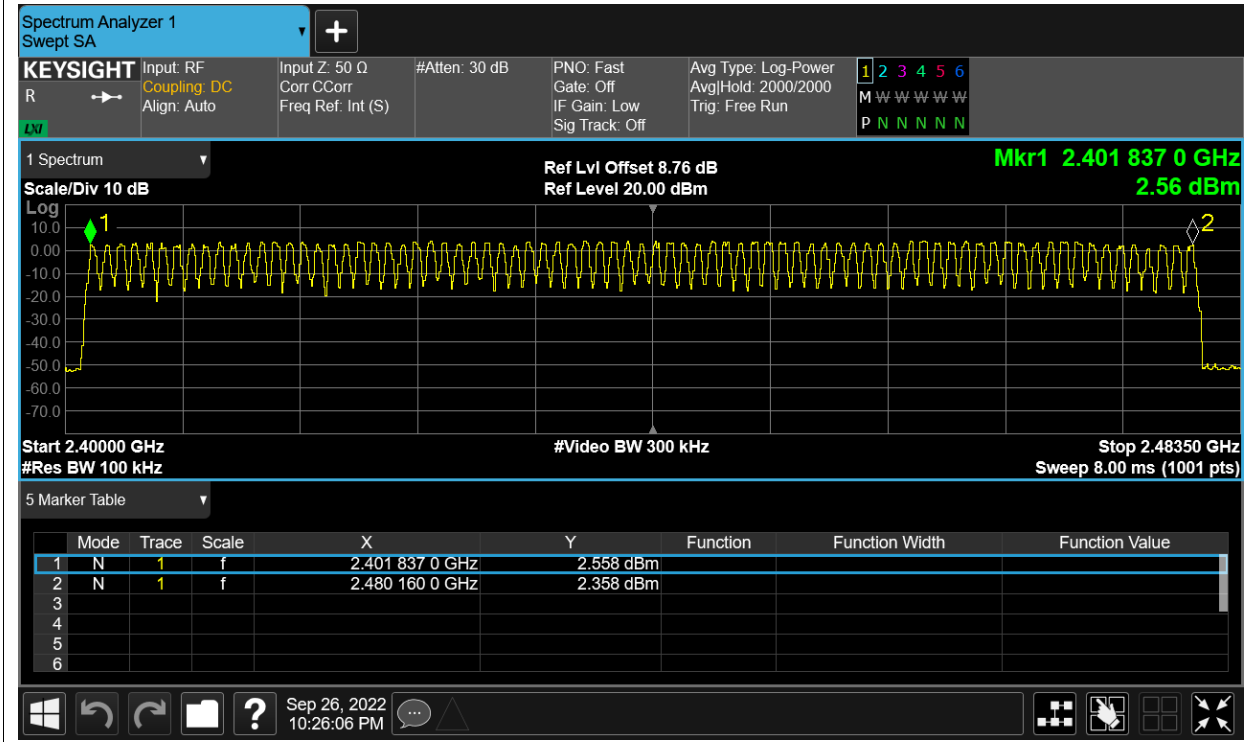 Spectrum Analyzer 1
Swept SA
KEYSIGHT
R
LXI
Input: RF
Coupling: DC
Align: Auto
Input Z: 50 Ω
Corr CCorr
Freq Ref: Int (S)
#Atten: 30 dB
PNO: Fast
Gate: Off
IF Gain: Low
Sig Track: Off
Avg Type: Log-Power
Avg|Hold: 2000/2000
Trig: Free Run
1 2 3 4 5 6
M W W W W W
P N N N N N
1 Spectrum
Scale/Div 10 dB
Ref Lvl Offset 8.76 dB
Ref Level 20.00 dBm
Mkr1 2.401 837 0 GHz
2.56 dBm
Log
10.0
0.00
-10.0
-20.0
-30.0
-40.0
-50.0
-60.0
-70.0
1
2
Start 2.40000 GHz
#Video BW 300 kHz
Stop 2.48350 GHz
#Res BW 100 kHz
Sweep 8.00 ms (1001 pts)
5 Marker Table
Mode Trace Scale X Y Function Function Width Function Value
1 N 1 f 2.401 837 0 GHz 2.558 dBm
2 N 1 f 2.480 160 0 GHz 2.358 dBm
3
4
5
6
?
Sep 26, 2022
10:26:06 PM